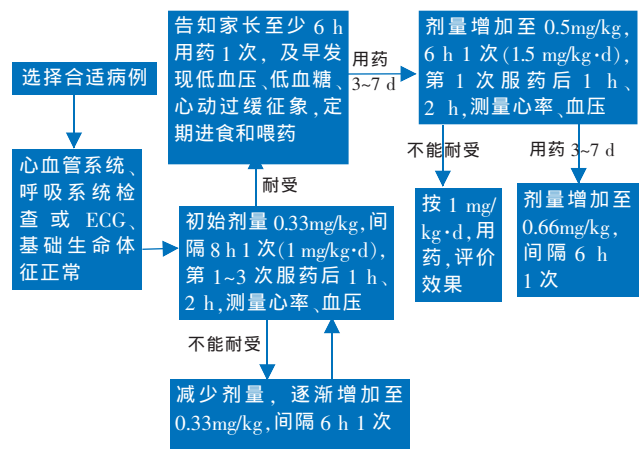 选择合适病例
心血管系统、
呼吸系统检
查或 ECG、
基础生命体
征正常
告知家长至少 6 h
用药 1 次，及早发
现低血压、低血糖、
心动过缓征象，定
期进食和喂药
耐受
初始剂量 0.33mg/kg,间
隔 8 h 1 次(1 mg/kg·d)，
第 1~3 次服药后 1 h、
2 h,测量心率、血压
不能耐受
减少剂量，逐渐增加至
0.33mg/kg,间隔 6 h 1 次
用药
3~7 d
剂量增加至 0.5mg/kg，
6 h 1 次(1.5 mg/kg·d)，
第 1 次服药后 1 h、
2 h,测量心率、血压
不能耐受
按 1 mg/
kg·d,用
药，评价
效果
用药 3~7 d
剂量增加至
0.66mg/kg，
间隔 6 h
1 次